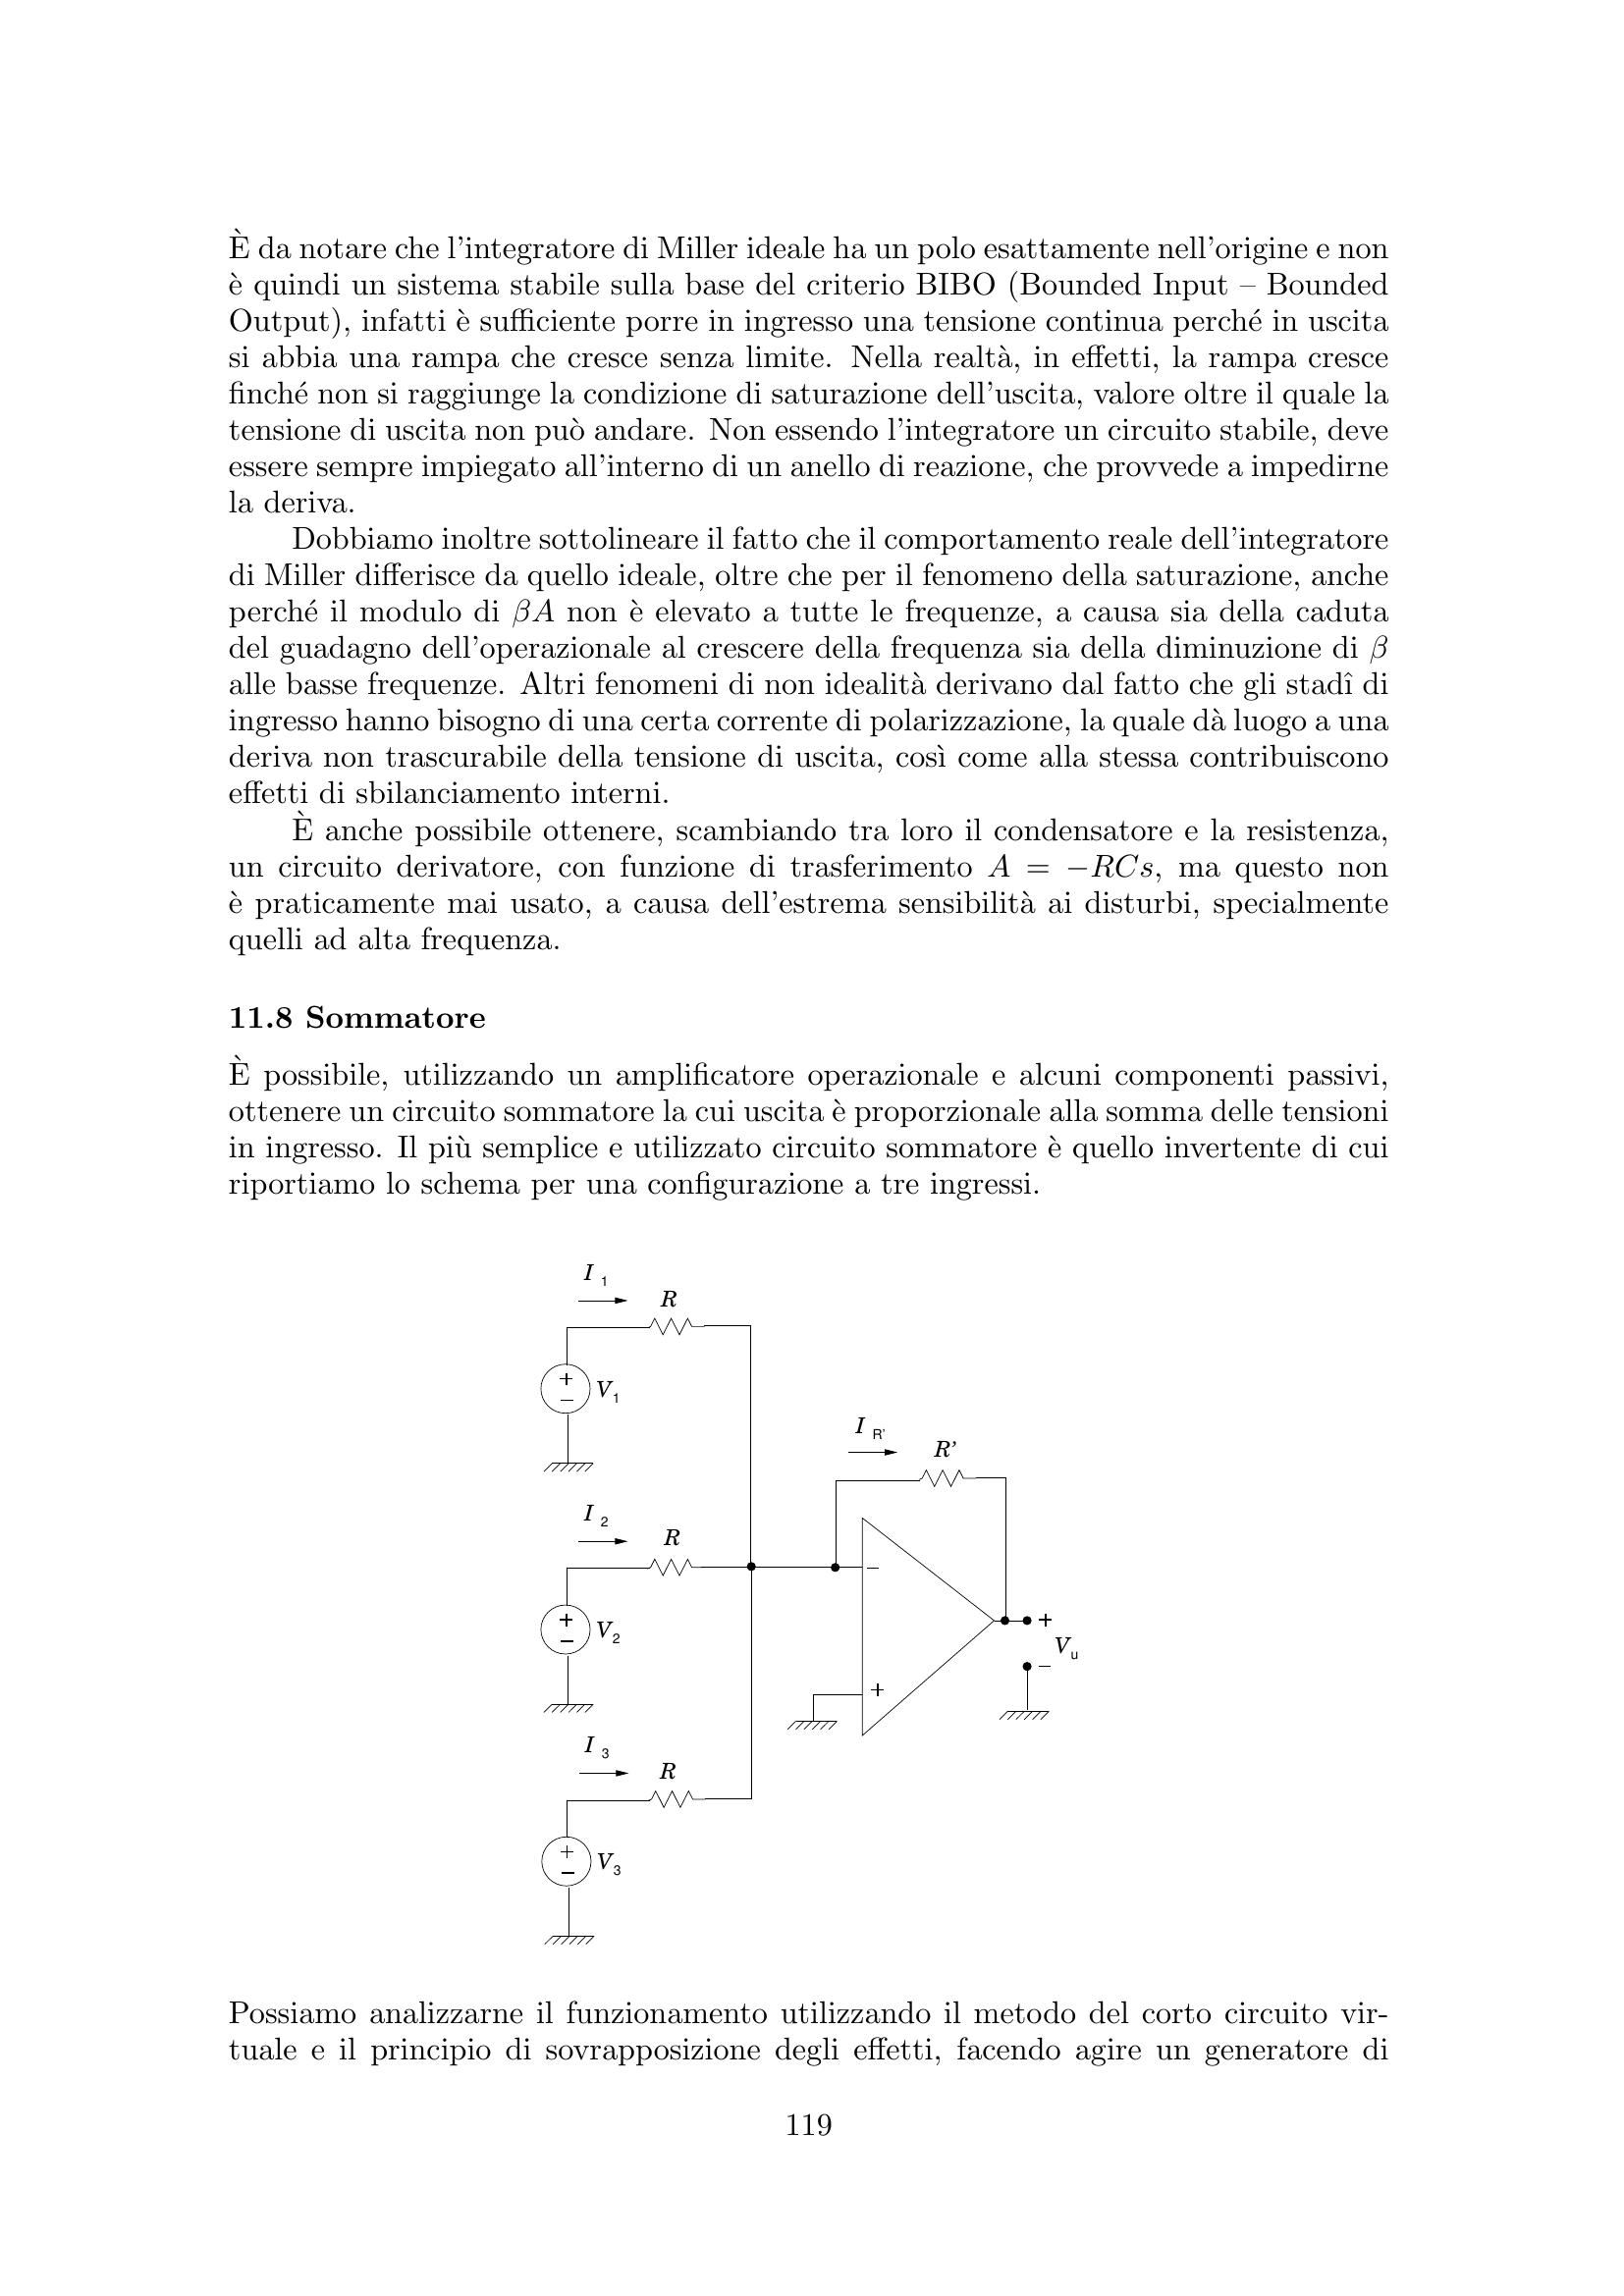 È da notare che l'integratore di Miller ideale ha un polo esattamente nell'origine e non
è quindi un sistema stabile sulla base del criterio BIBO (Bounded Input – Bounded
Output), infatti è sufficiente porre in ingresso una tensione continua perché in uscita
si abbia una rampa che cresce senza limite. Nella realtà, in effetti, la rampa cresce
finché non si raggiunge la condizione di saturazione dell'uscita, valore oltre il quale la
tensione di uscita non può andare. Non essendo l'integratore un circuito stabile, deve
essere sempre impiegato all'interno di un anello di reazione, che provvede a impedirne
la deriva.
Dobbiamo inoltre sottolineare il fatto che il comportamento reale dell'integratore
di Miller differisce da quello ideale, oltre che per il fenomeno della saturazione, anche
perché il modulo di βA non è elevato a tutte le frequenze, a causa sia della caduta
del guadagno dell'operazionale al crescere della frequenza sia della diminuzione di β
alle basse frequenze. Altri fenomeni di non idealità derivano dal fatto che gli stadî di
ingresso hanno bisogno di una certa corrente di polarizzazione, la quale dà luogo a una
deriva non trascurabile della tensione di uscita, così come alla stessa contribuiscono
effetti di sbilanciamento interni.
È anche possibile ottenere, scambiando tra loro il condensatore e la resistenza,
un circuito derivatore, con funzione di trasferimento A = −RCs, ma questo non
è praticamente mai usato, a causa dell'estrema sensibilità ai disturbi, specialmente
quelli ad alta frequenza.
11.8 Sommatore
È possibile, utilizzando un amplificatore operazionale e alcuni componenti passivi,
ottenere un circuito sommatore la cui uscita è proporzionale alla somma delle tensioni
in ingresso. Il più semplice e utilizzato circuito sommatore è quello invertente di cui
riportiamo lo schema per una configurazione a tre ingressi.
I 1
R
+
− V1
I R'
R'
I 2
R
−
+
− V2
+
Vu
−
+
I 3
R
+
− V3
Possiamo analizzarne il funzionamento utilizzando il metodo del corto circuito vir-
tuale e il principio di sovrapposizione degli effetti, facendo agire un generatore di
119